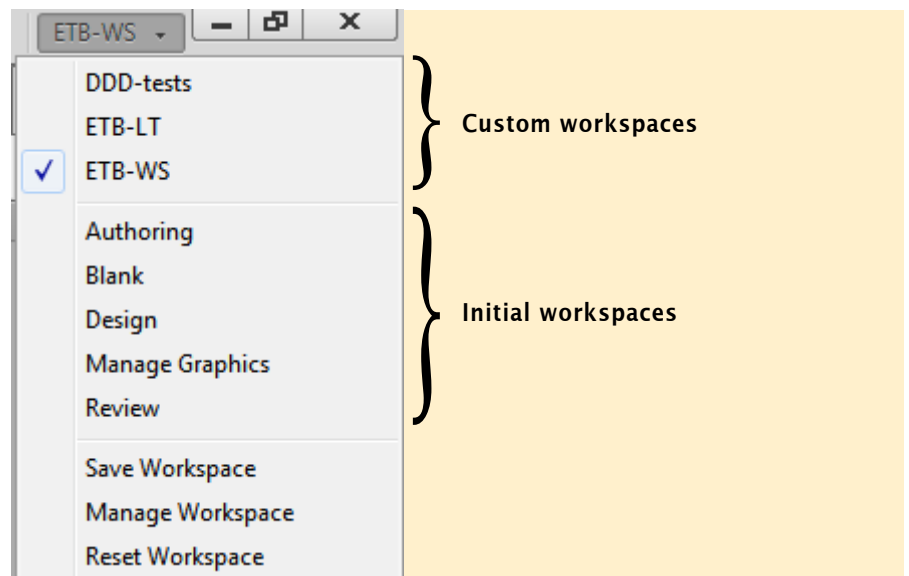 ETB-WS
DDD-tests
ETB-LT
ETB-WS
Custom workspaces
Authoring
Blank
Design
Manage Graphics
Review
Initial workspaces
Save Workspace
Manage Workspace
Reset Workspace